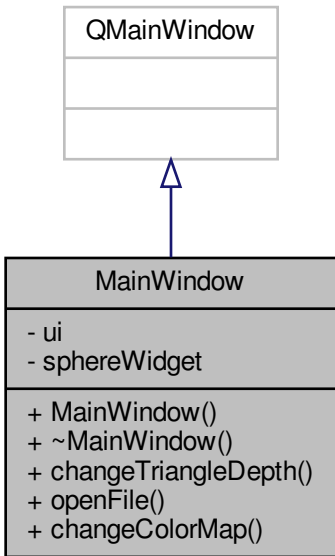 QMainWindow
MainWindow
- ui
- sphereWidget
+ MainWindow()
+ ~MainWindow()
+ changeTriangleDepth()
+ openFile()
+ changeColorMap()